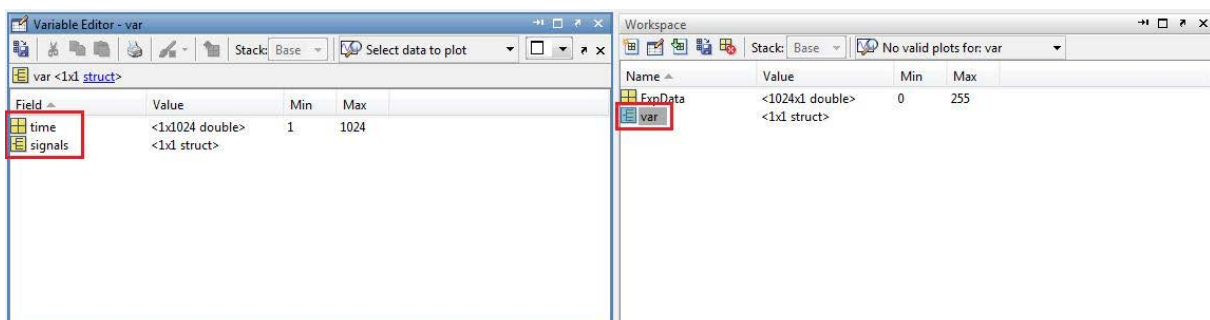 Variable Editor - var
Stack: Base Select data to plot
var <1x1 struct>
Field Value Min Max
time <1x1024 double> 1 1024
signals <1x1 struct>
Workspace
Stack: Base No valid plots for: var
Name Value Min Max
ExpData <1024x1 double> 0 255
var <1x1 struct>